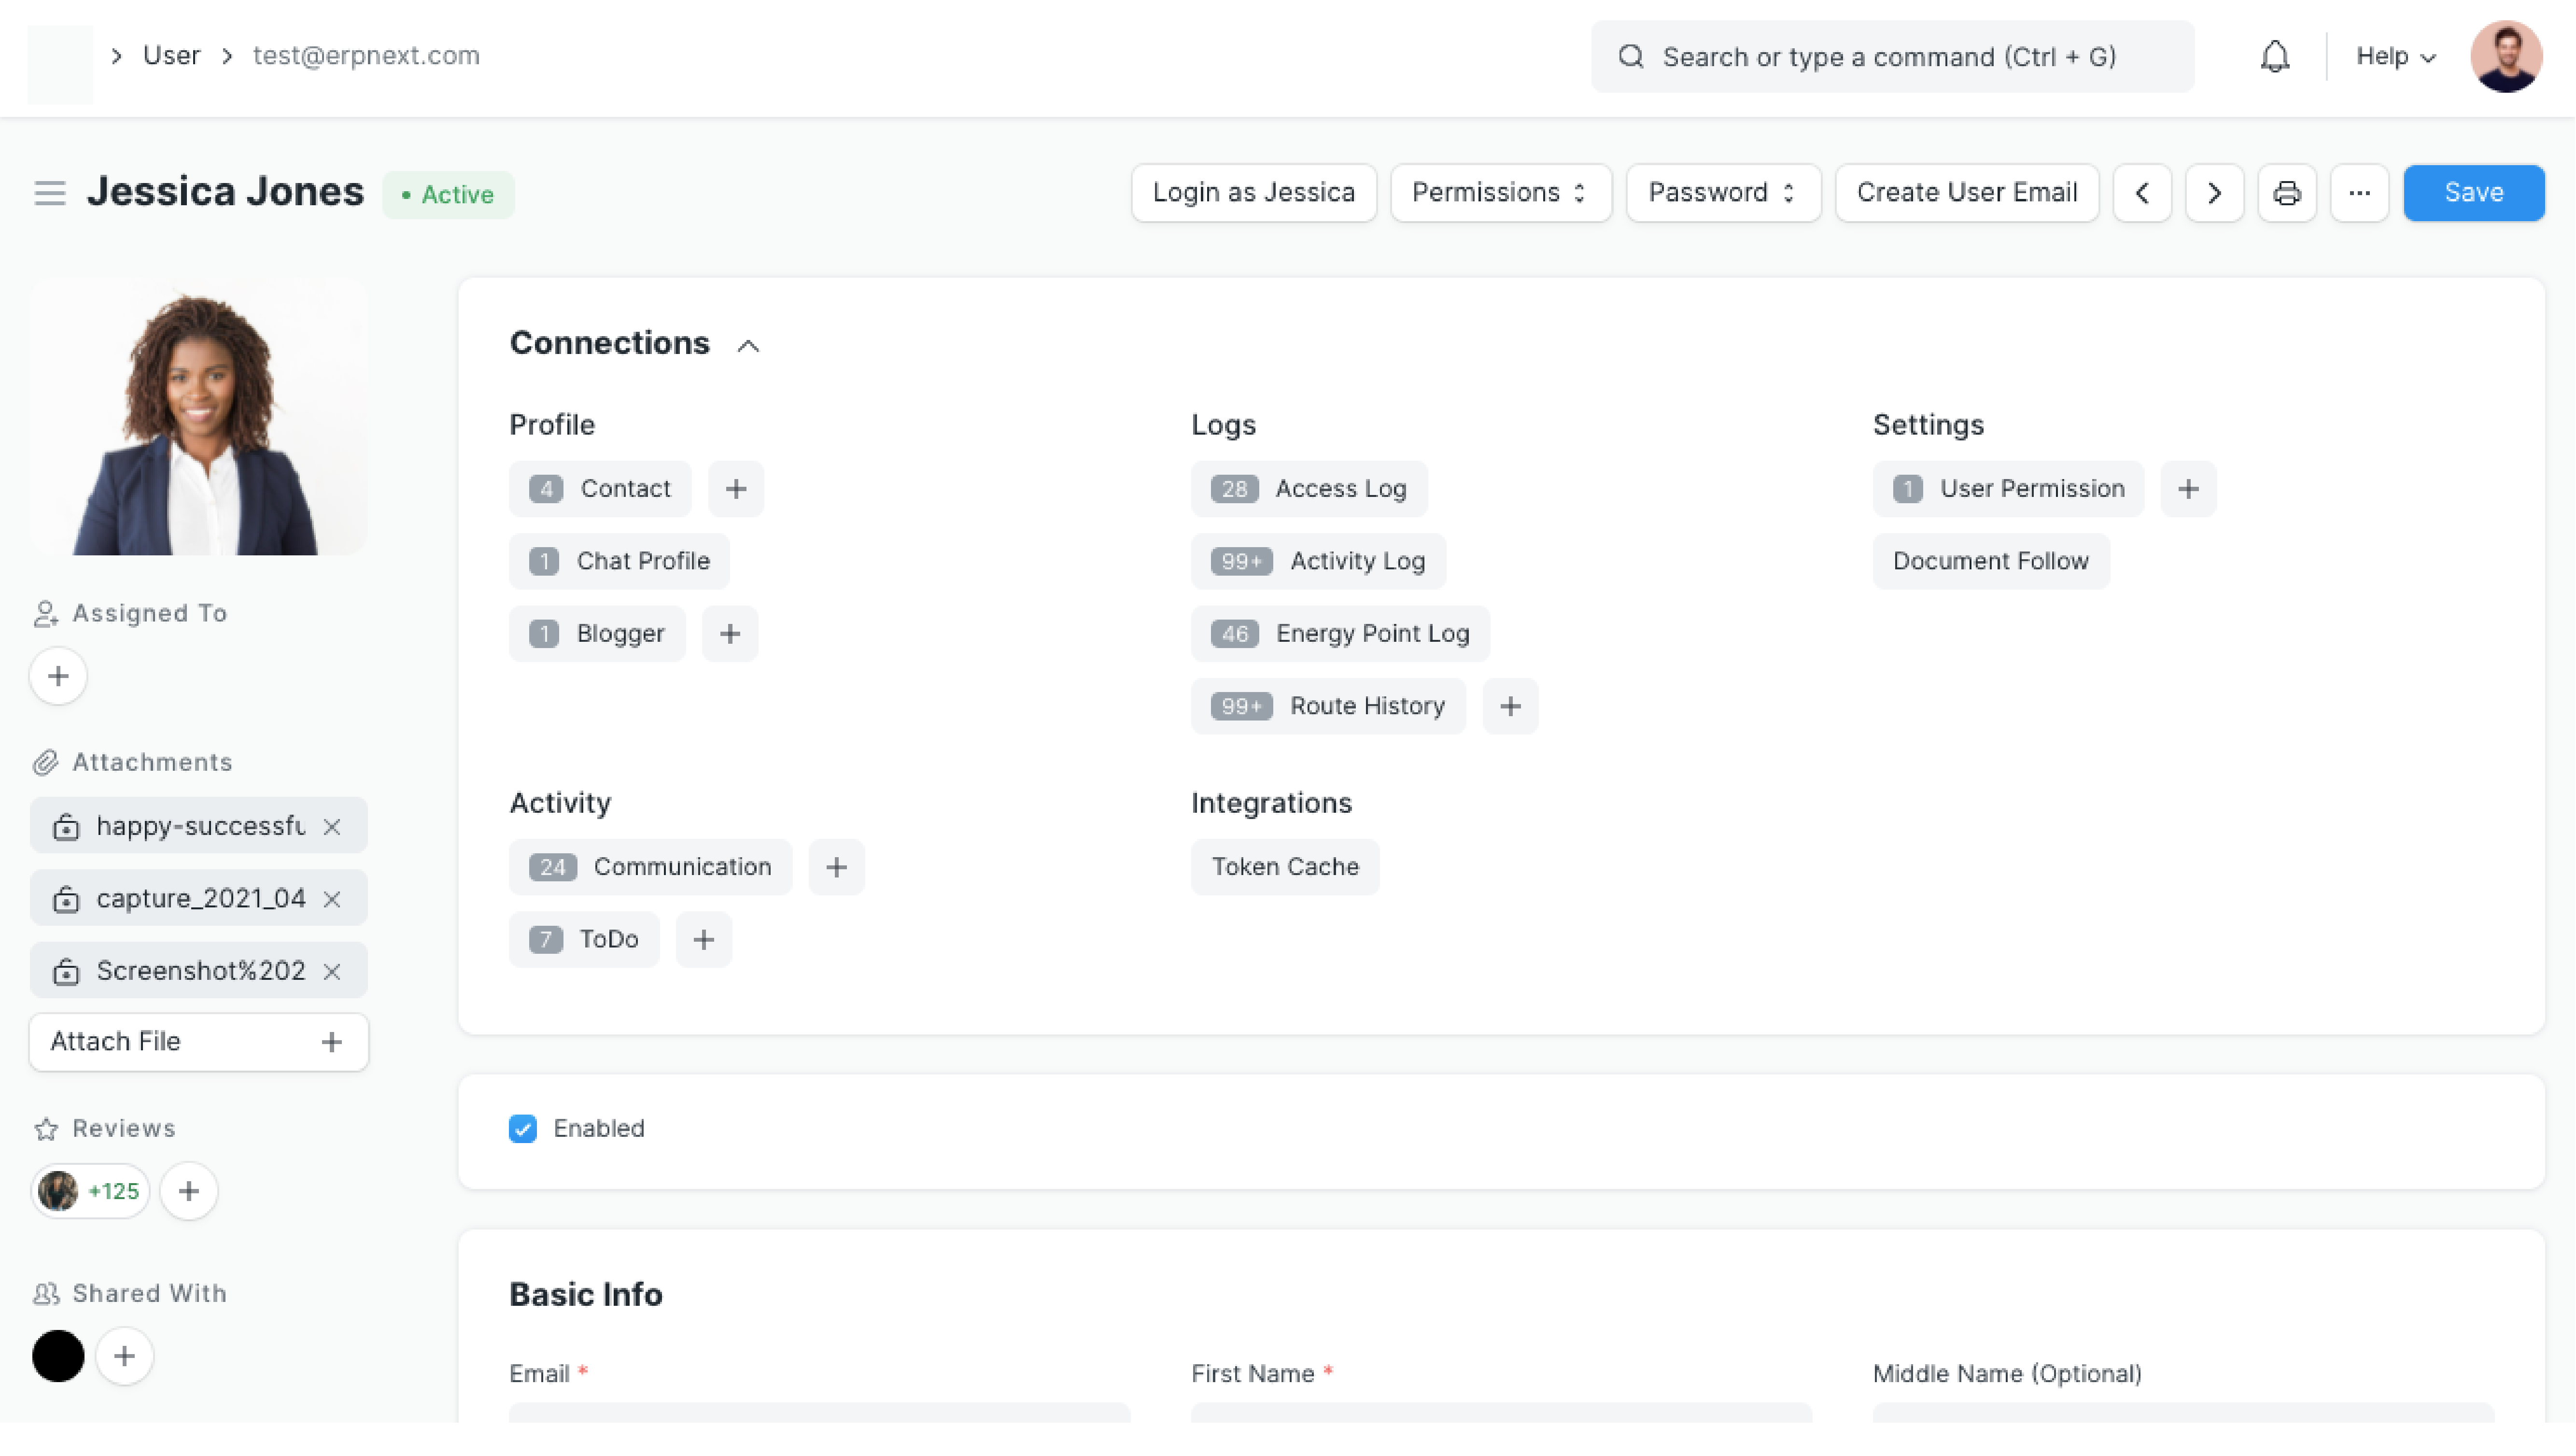 User test@erpnext.com Search or type a command (Ctrl + G) Help
Jessica Jones Active Login as Jessica Permissions Password Create User Email ... Save
Connections
Profile Logs Settings
4 Contact 28 Access Log 1 User Permission
1 Chat Profile 99+ Activity Log Document Follow
1 Blogger 46 Energy Point Log
99+ Route History
Activity Integrations
24 Communication Token Cache
7 ToDo
Assigned To
Attachments
happy-successfu
capture_2021_04
Screenshot%202
Attach File
Reviews
+125
Shared With
Enabled
Basic Info
Email * First Name * Middle Name (Optional)